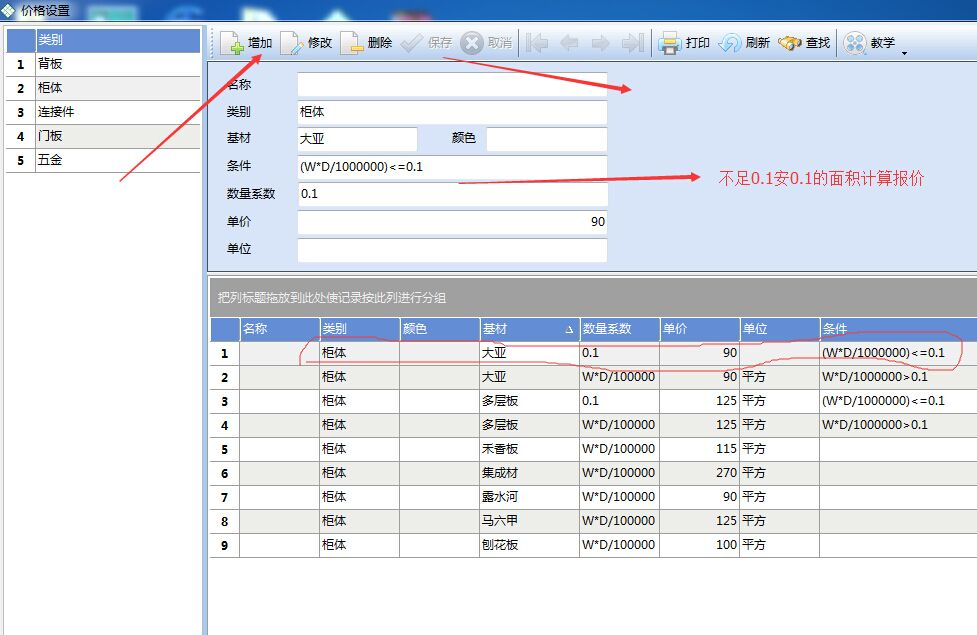 价格设置
类别
1 背板
2 柜体
3 连接件
4 门板
5 五金
增加 修改 删除 保存 取消 打印 刷新 查找 教学
名称
类别 柜体
基材 大亚 颜色
条件 (W*D/1000000)<=0.1
数量系数 0.1
单价 90
单位
不足0.1安0.1的面积计算报价
把列标题拖放到此处使记录按此列进行分组
名称 类别 颜色 基材 数量系数 单价 单位 条件
1 柜体 大亚 0.1 90 (W*D/1000000)<=0.1
2 柜体 大亚 W*D/100000 90 平方 W*D/1000000>0.1
3 柜体 多层板 0.1 125 平方 (W*D/1000000)<=0.1
4 柜体 多层板 W*D/100000 125 平方 W*D/1000000>0.1
5 柜体 禾香板 W*D/100000 115 平方
6 柜体 集成材 W*D/100000 270 平方
7 柜体 露水河 W*D/100000 90 平方
8 柜体 马六甲 W*D/100000 125 平方
9 柜体 刨花板 W*D/100000 100 平方